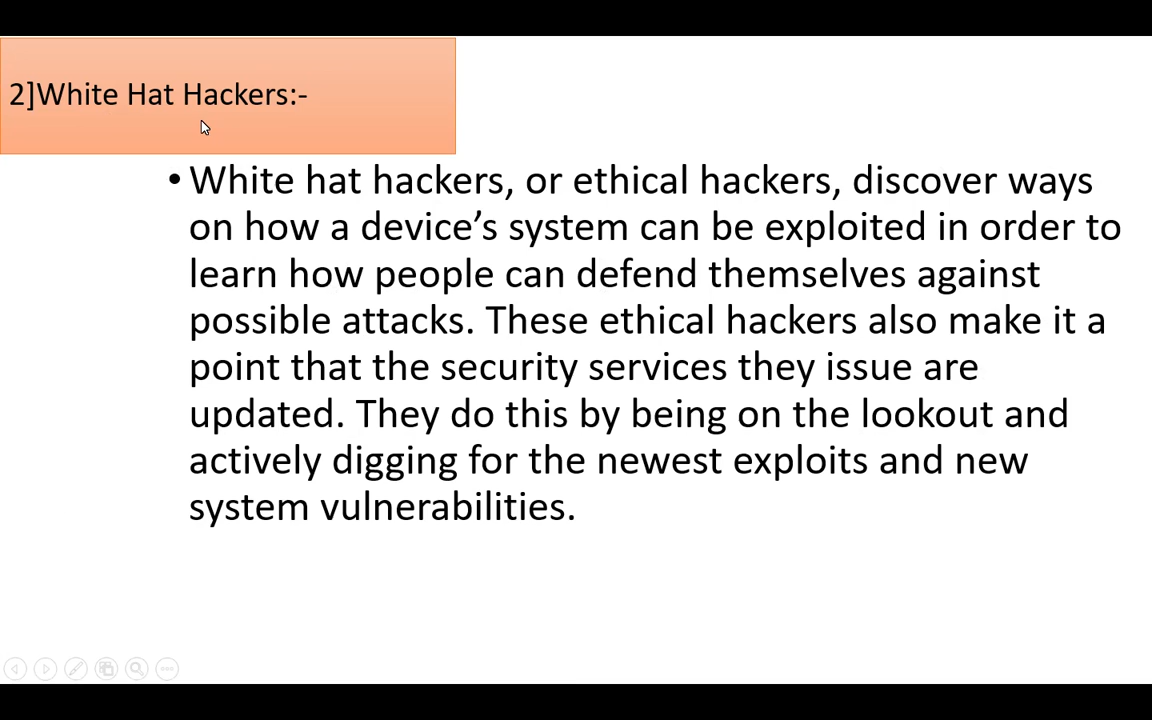 2]White Hat Hackers:-
•White hat hackers, or ethical hackers, discover ways
on how a device’s system can be exploited in order to
learn how people can defend themselves against
possible attacks. These ethical hackers also make it a
point that the security services they issue are
updated. They do this by being on the lookout and
actively digging for the newest exploits and new
system vulnerabilities.